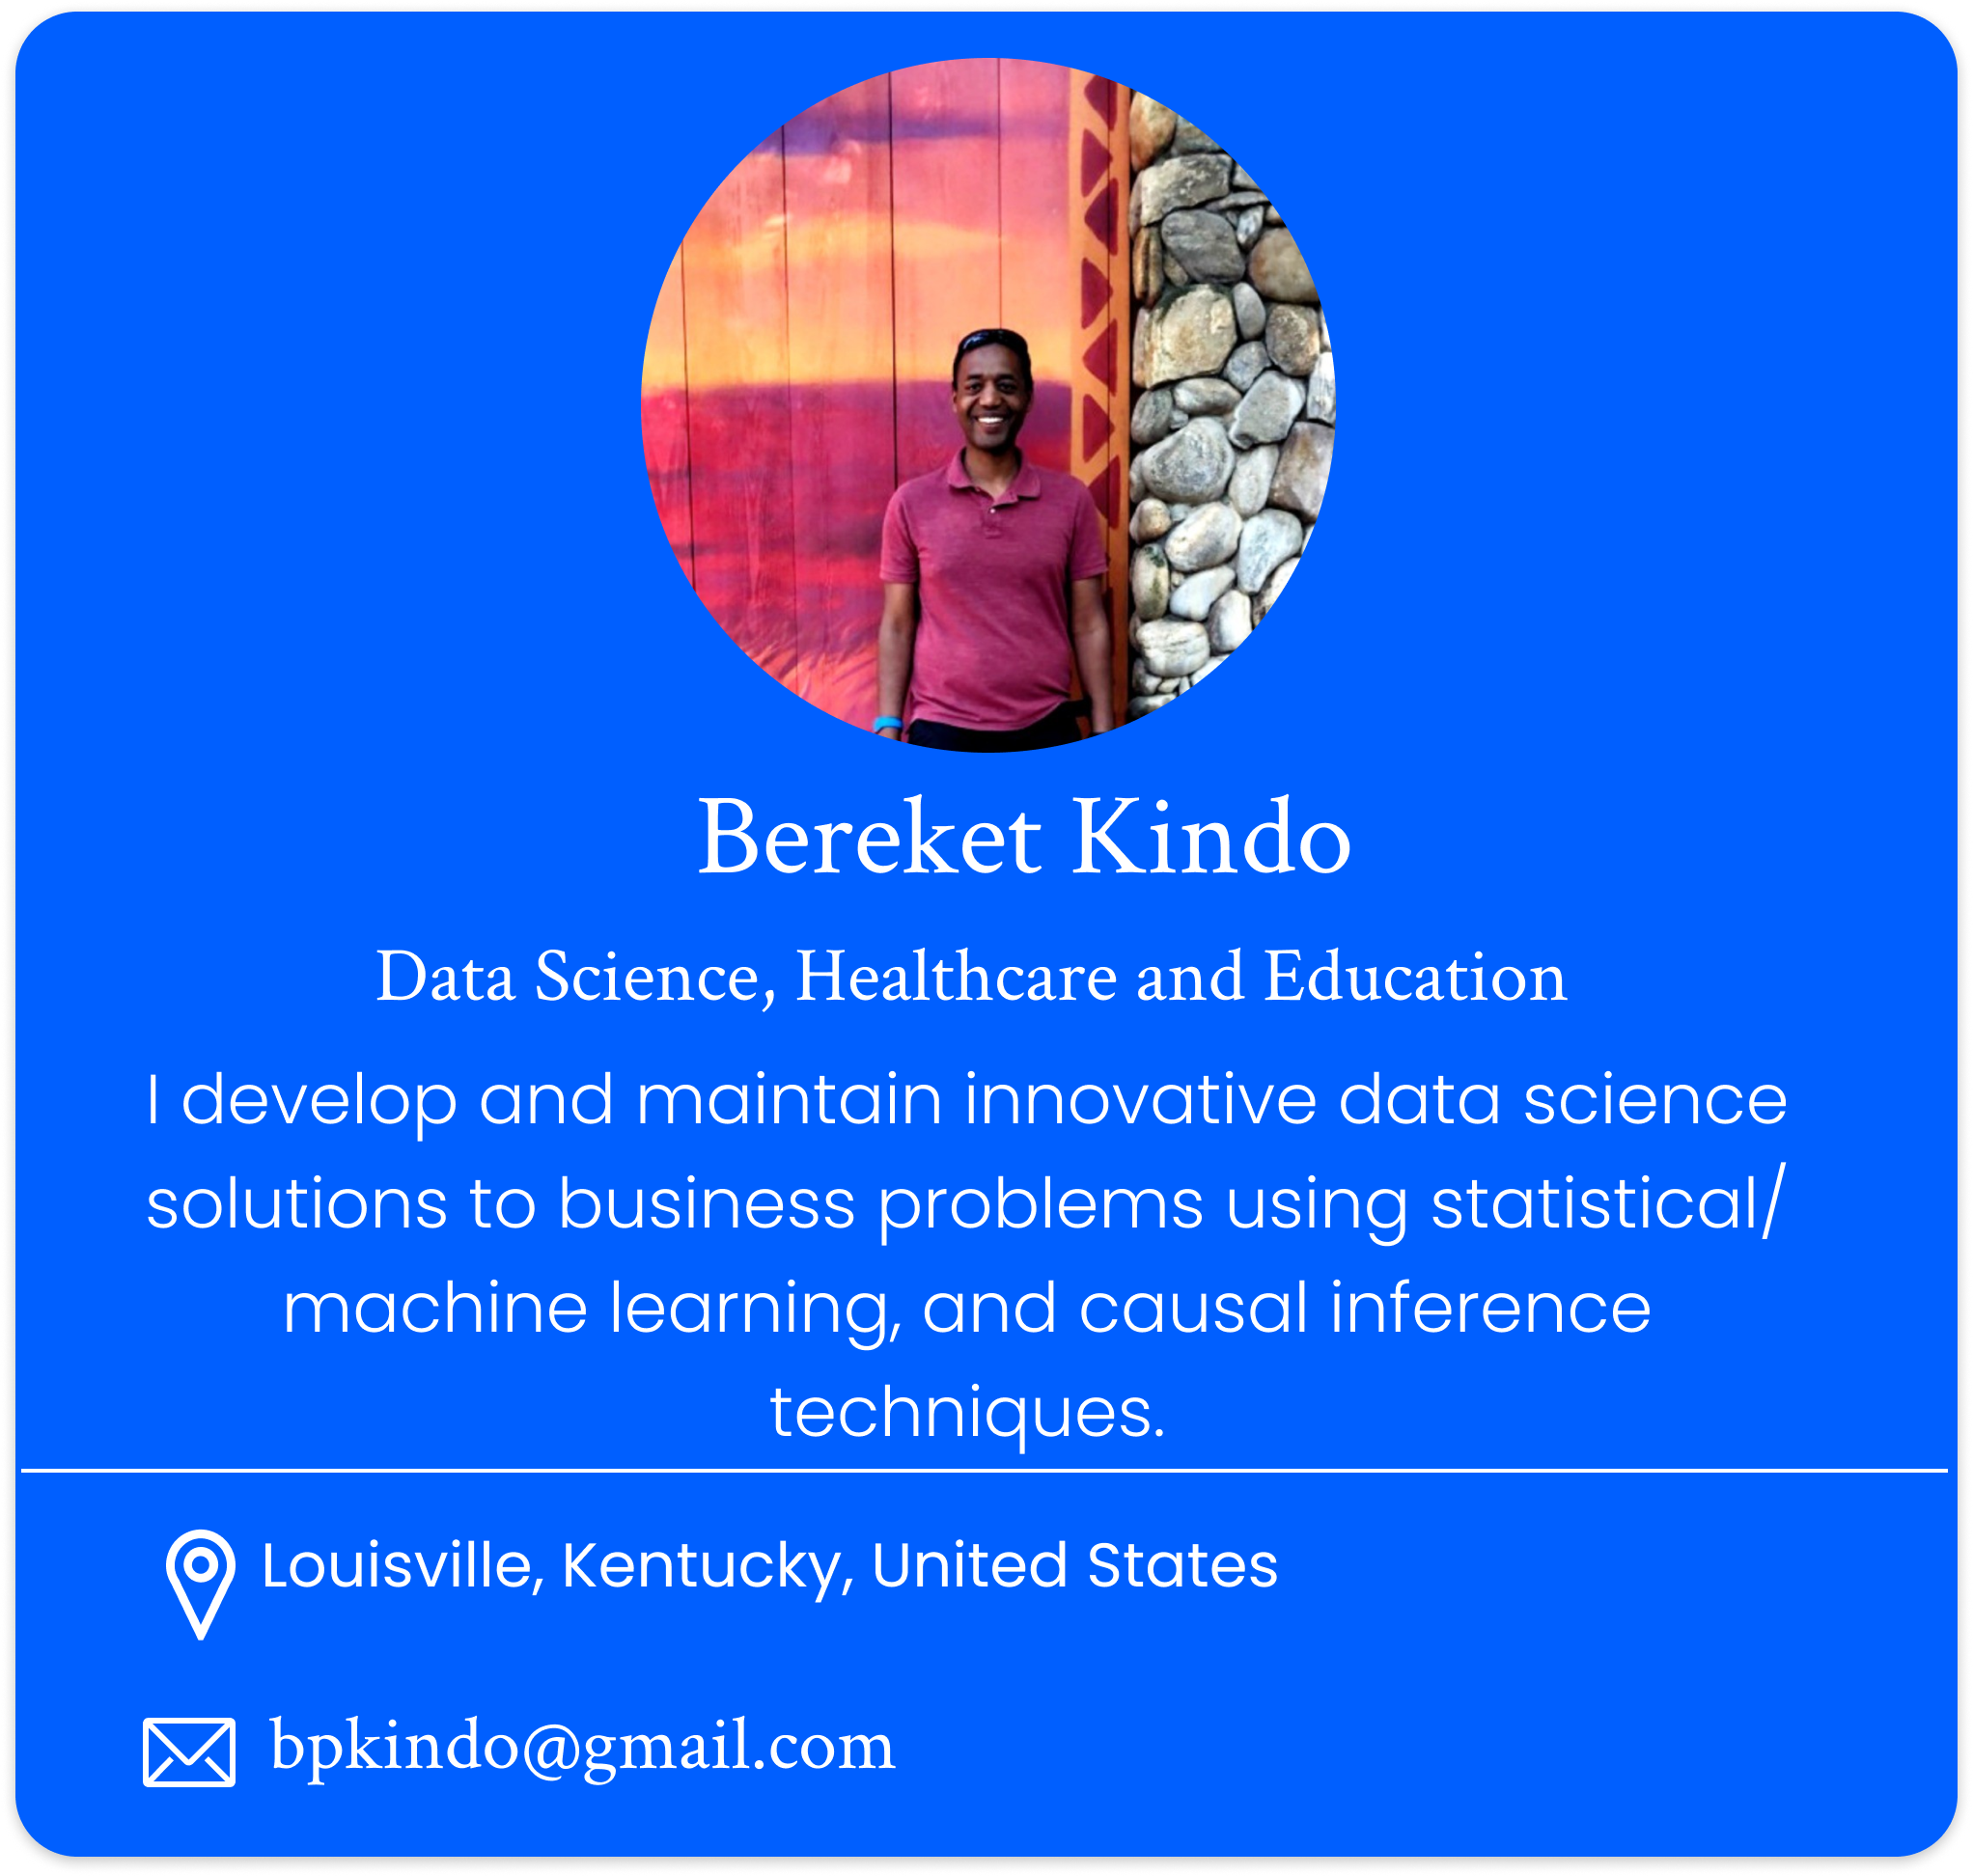 Bereket Kindo
Data Science, Healthcare and Education
I develop and maintain innovative data science
solutions to business problems using statistical/
machine learning, and causal inference
techniques.
Louisville, Kentucky, United States
bpkindo@gmail.com